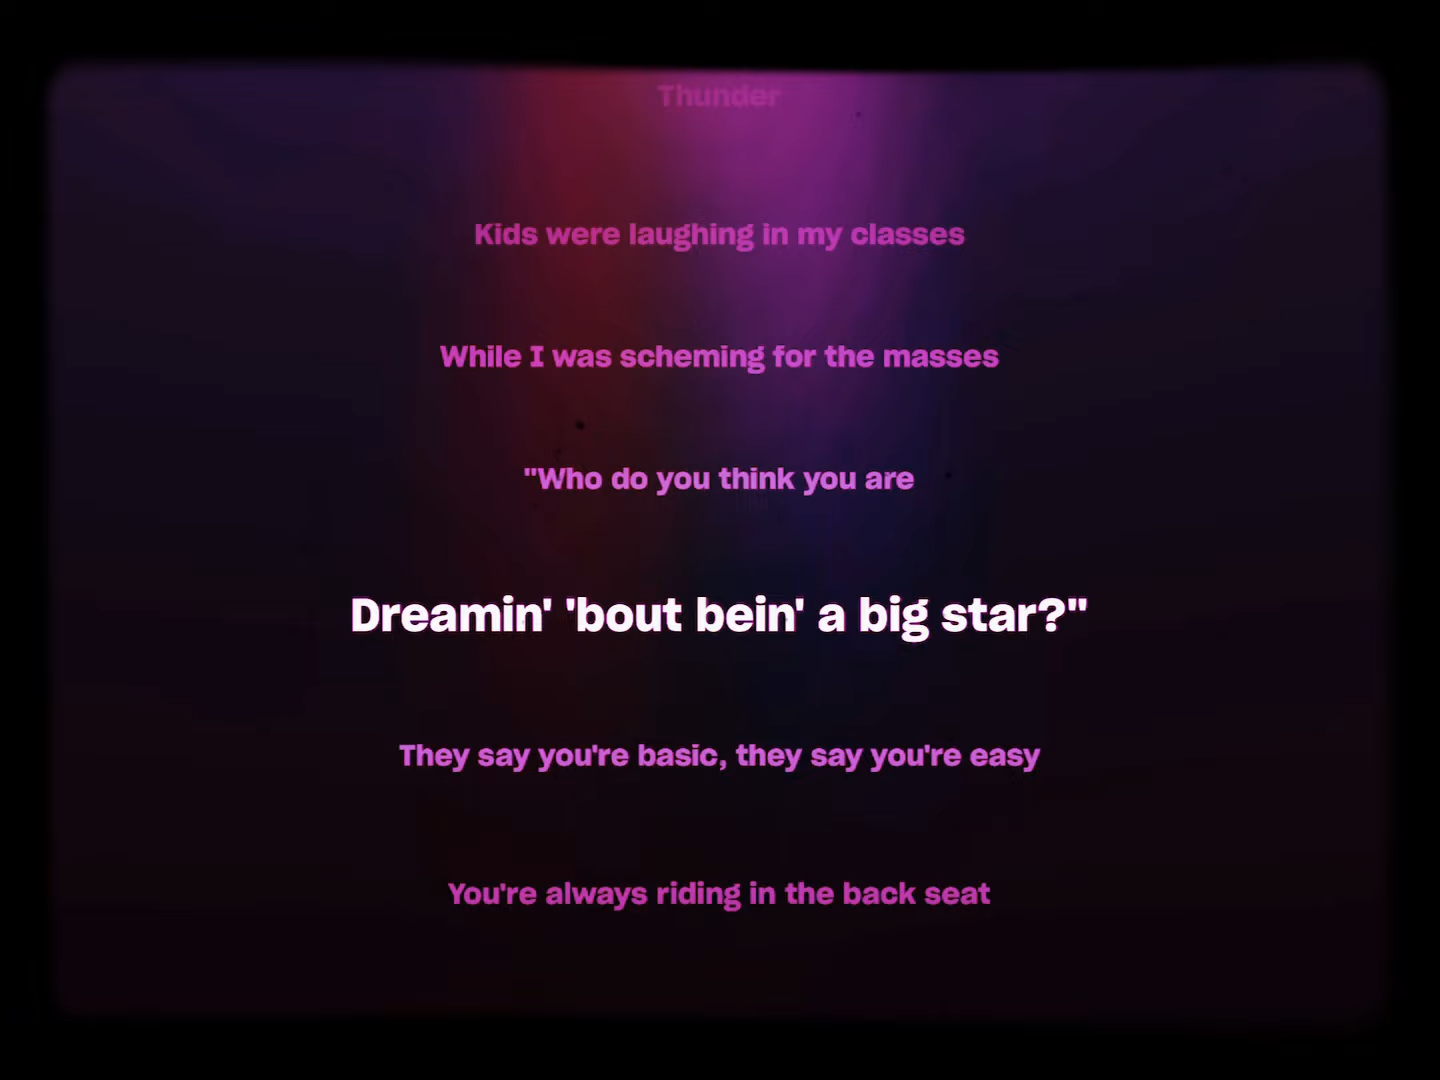 Thunder
Kids were laughing in my classes
While I was scheming for the masses
"Who do you think you are
Dreamin' 'bout bein' a big star?"
They say you're basic, they say you're easy
You're always riding in the back seat